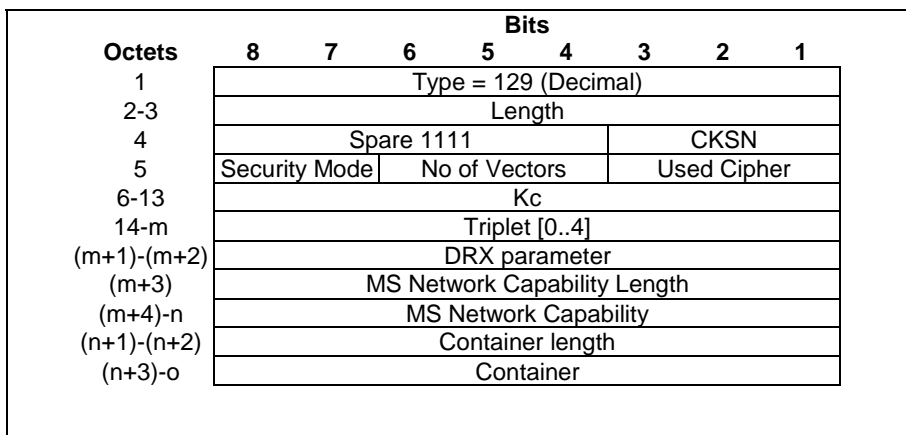 Bits
Octets 8 7 6 5 4 3 2 1
1 Type = 129 (Decimal)
2-3 Length
4 Spare 1111 CKSN
5 Security Mode No of Vectors Used Cipher
6-13 Kc
14-m Triplet [0..4]
(m+1)-(m+2) DRX parameter
(m+3) MS Network Capability Length
(m+4)-n MS Network Capability
(n+1)-(n+2) Container length
(n+3)-o Container